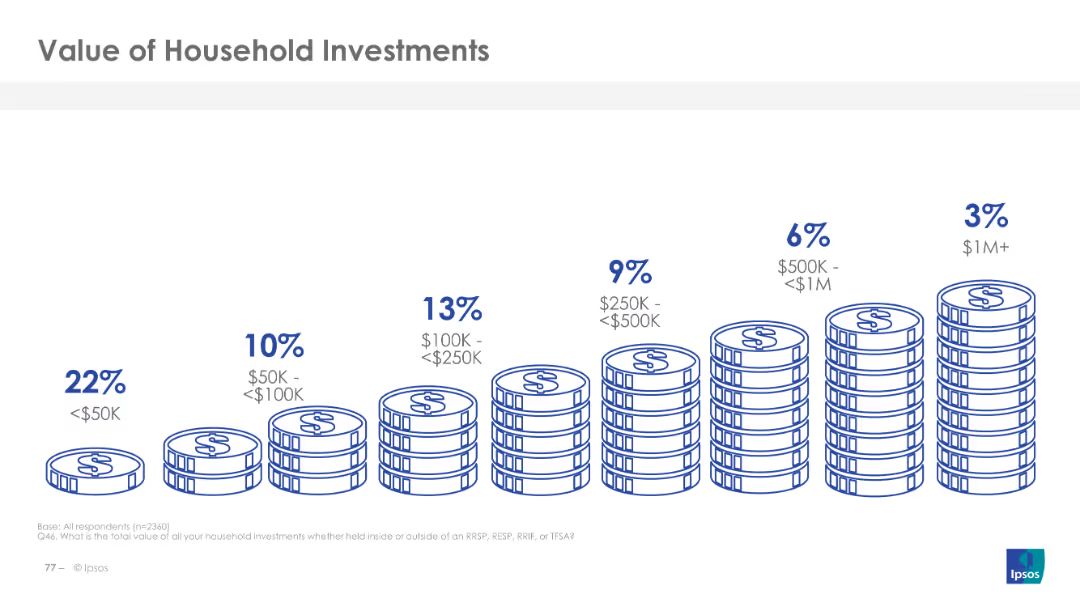 Value of Household Investments
3%
$1M+
6%
$500K -
<$1M
9%
$250K -
<$500K
13%
$100K -
<$250K
10%
$50K -
<$100K
22%
<$50K
Base: All respondents (n=2360)
Q46. What is the total value of all your household investments whether held inside or outside of an RRSP, RESP, RRIF, or TFSA?
77 – © Ipsos
Ipsos